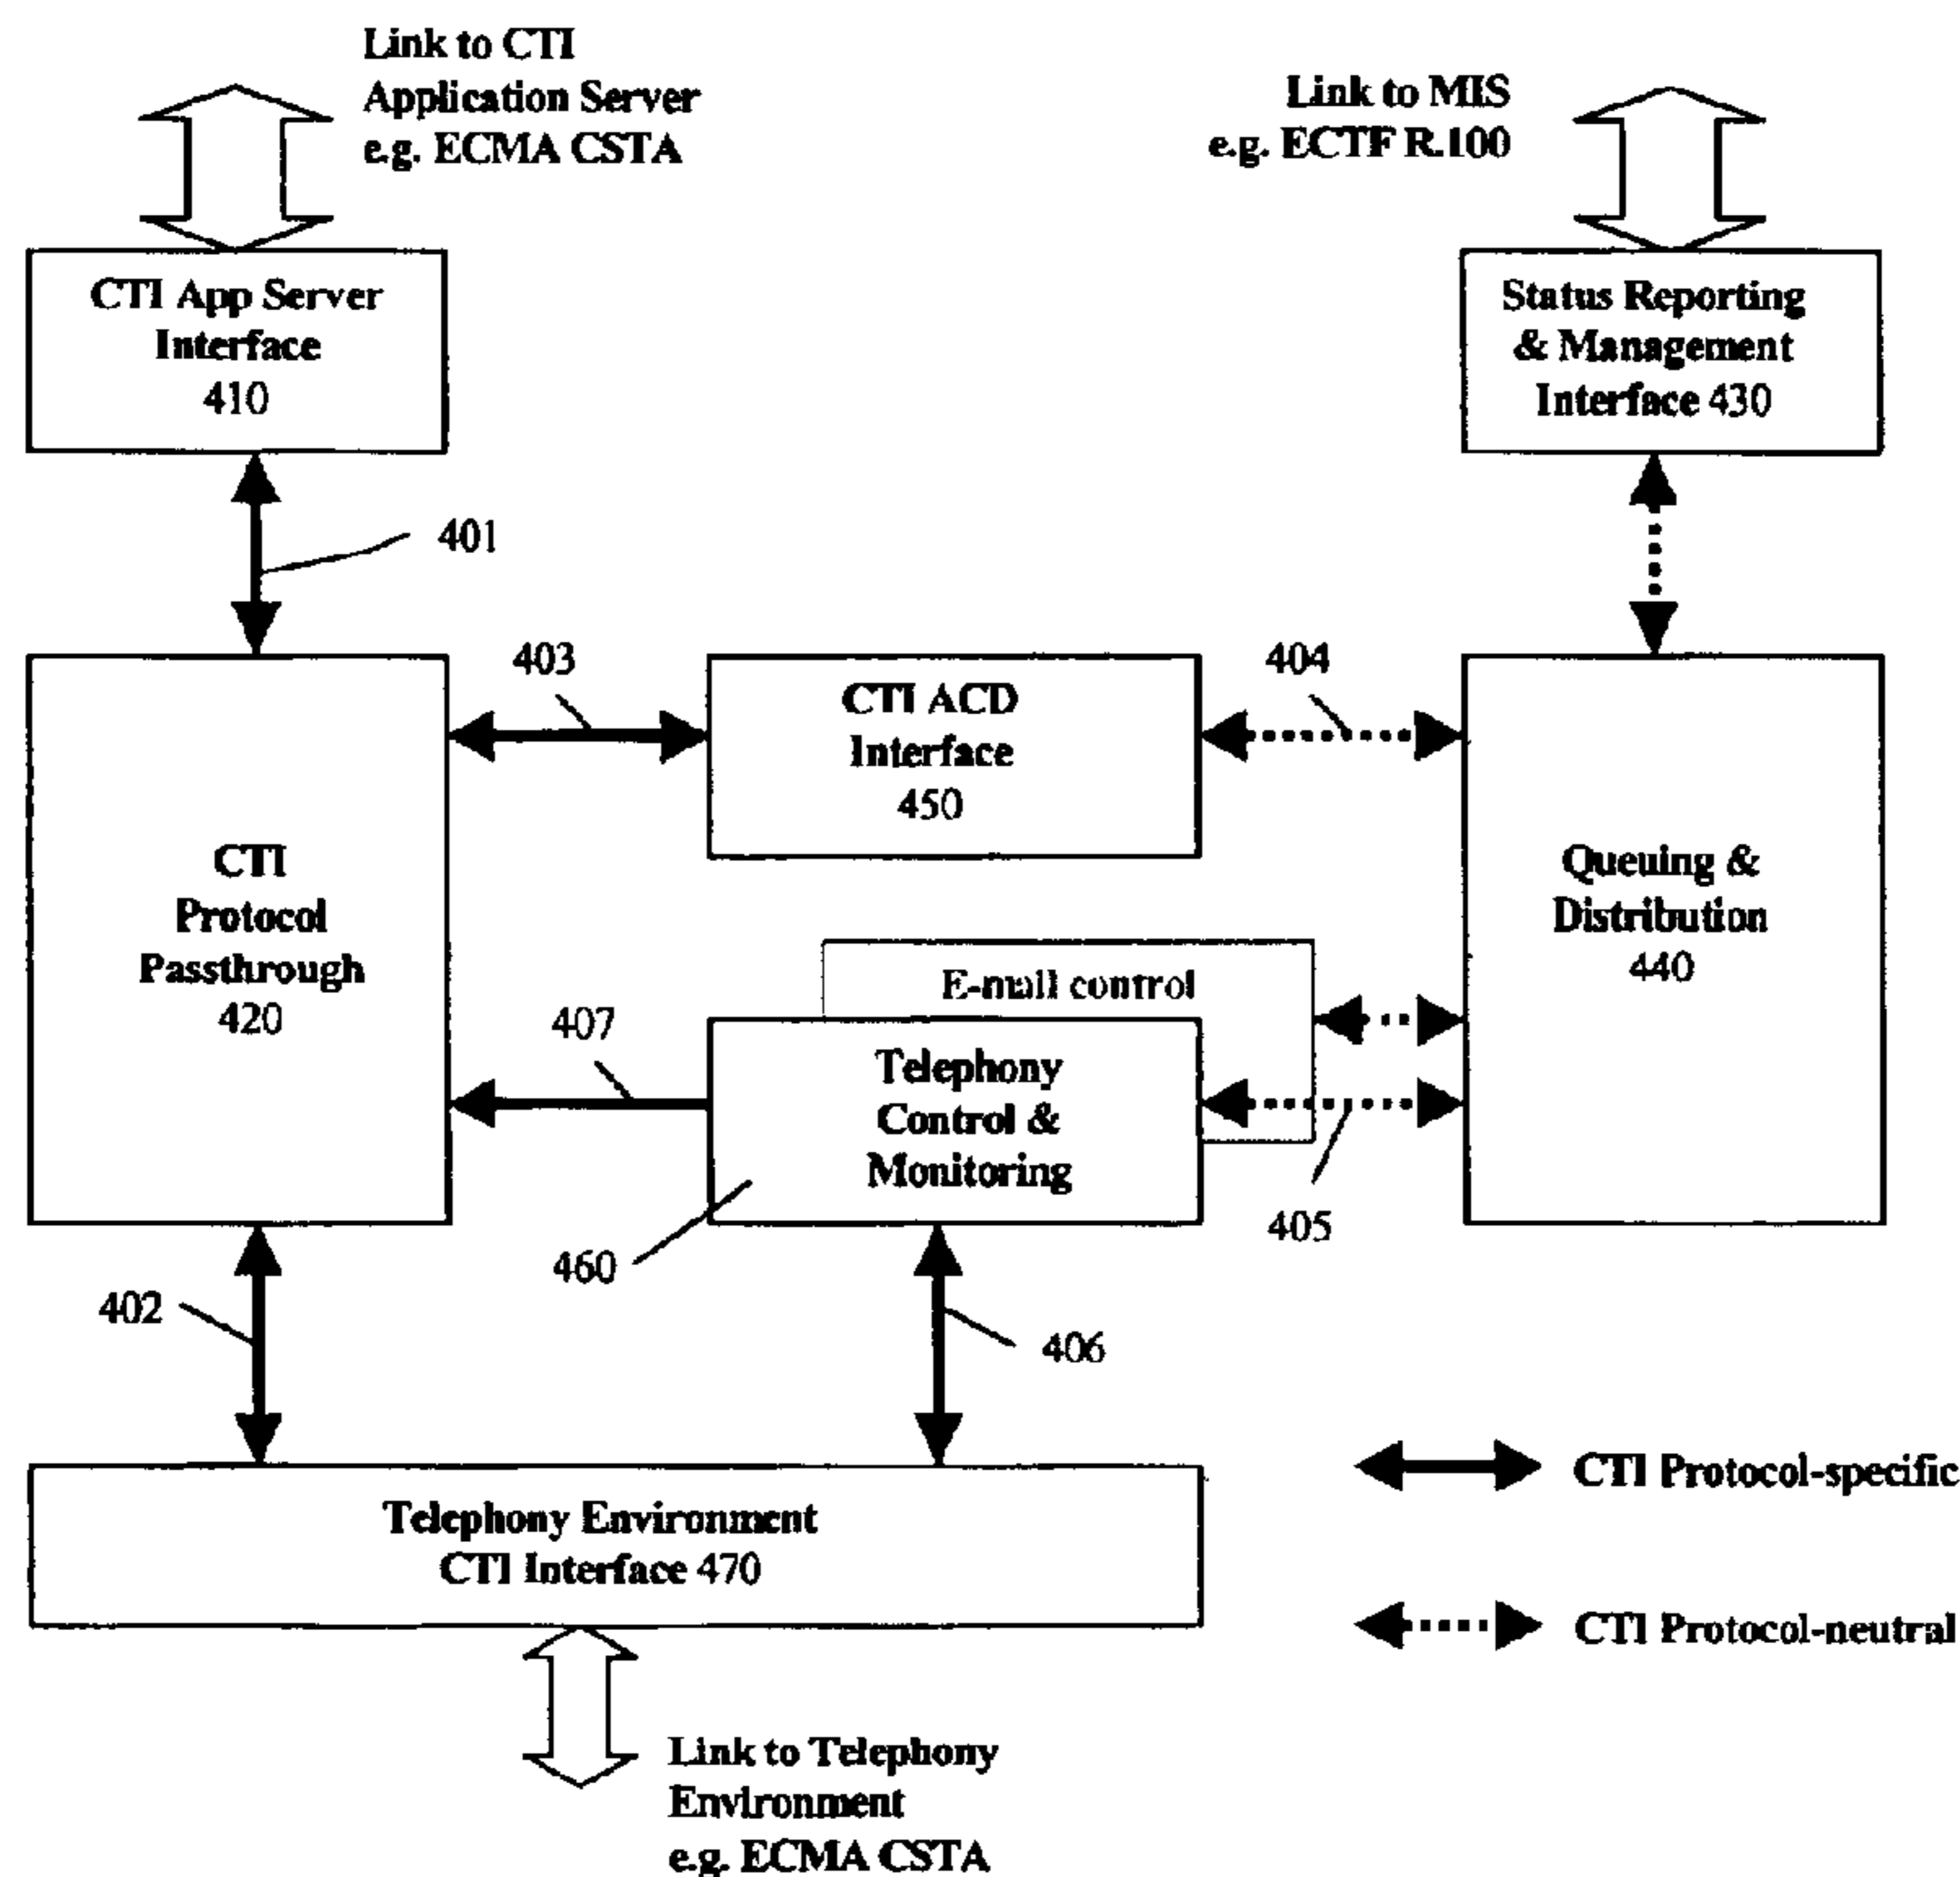 Link to CTI
Application Server
e.g. ECMA CSTA
Link to MIS
e.g. ECTF R.100
CTI App Server
Interface
410
Status Reporting
& Management
Interface 430
401
403
404
CTI ACD
Interface
450
CTI
Protocol
Passthrough
420
Queuing &
Distribution
440
E-mail control
407
Telephony
Control &
Monitoring
405
460
402
406
CTI Protocol-specific
Telephony Environment
CTI Interface 470
CTI Protocol-neutral
Link to Telephony
Environment
e.g. ECMA CSTA